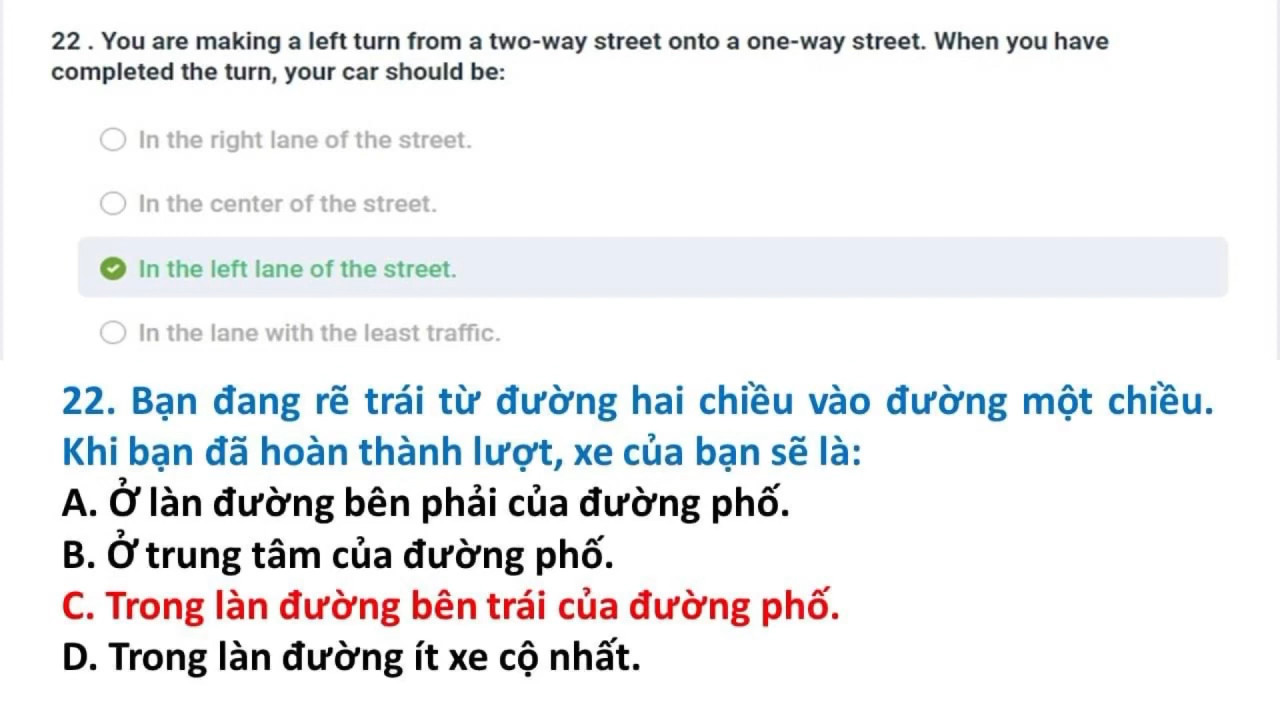 22 . You are making a left turn from a two-way street onto a one-way street. When you have
completed the turn, your car should be:
In the right lane of the street.
In the center of the street.
In the left lane of the street.
In the lane with the least traffic.
22. Bạn đang rẽ trái từ đường hai chiều vào đường một chiều.
Khi bạn đã hoàn thành lượt, xe của bạn sẽ là:
A. Ở làn đường bên phải của đường phố.
B. Ở trung tâm của đường phố.
C. Trong làn đường bên trái của đường phố.
D. Trong làn đường ít xe cộ nhất.